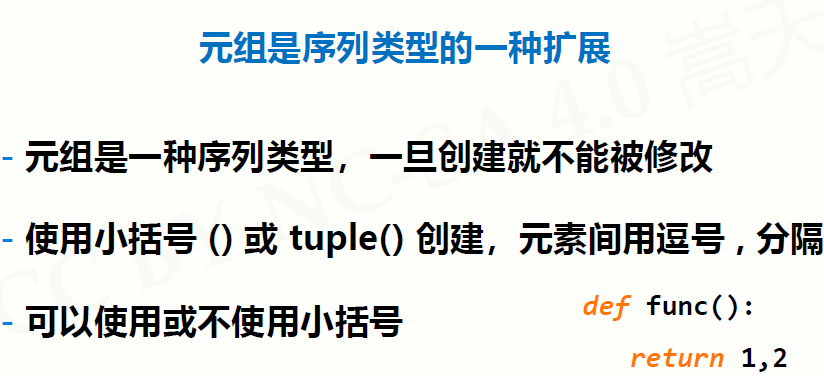 元组是序列类型的一种扩展
- 元组是一种序列类型，一旦创建就不能被修改
- 使用小括号 () 或 tuple() 创建，元素间用逗号 , 分隔
- 可以使用或不使用小括号
def func():
return 1,2
CC BY NC-SA 4.0 嵩天